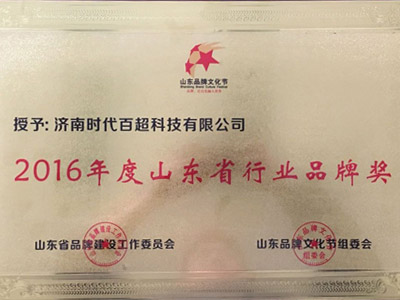 山东品牌文化节
授予: 济南时代百超科技有限公司
2016年度山东省行业品牌奖
山东省品牌建设工作委员会
山东品牌文化节组委会